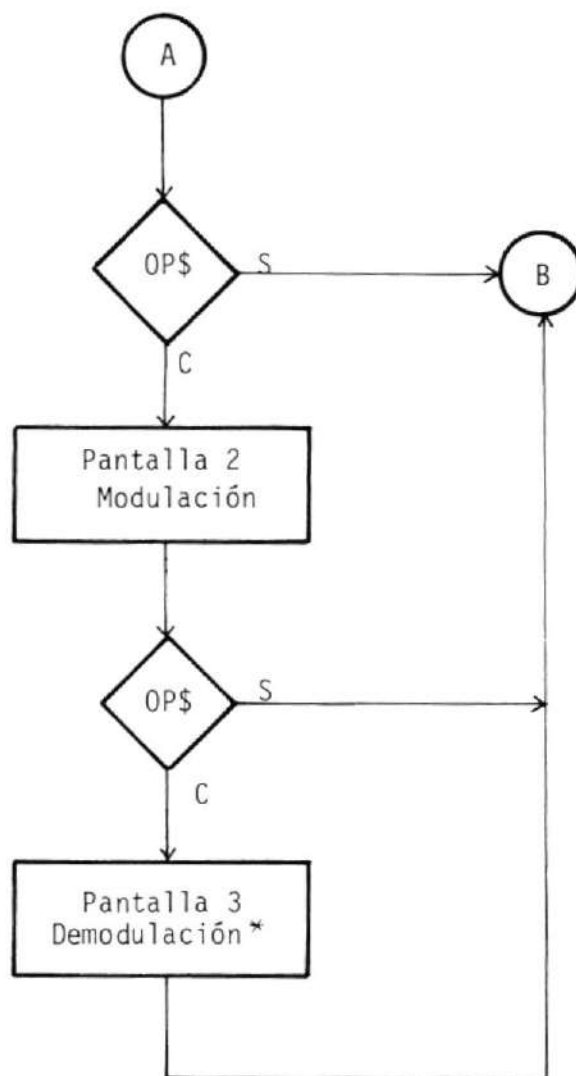 A
OP$
S
B
C
Pantalla 2
Modulación
OP$
S
C
Pantalla 3
Demodulación*